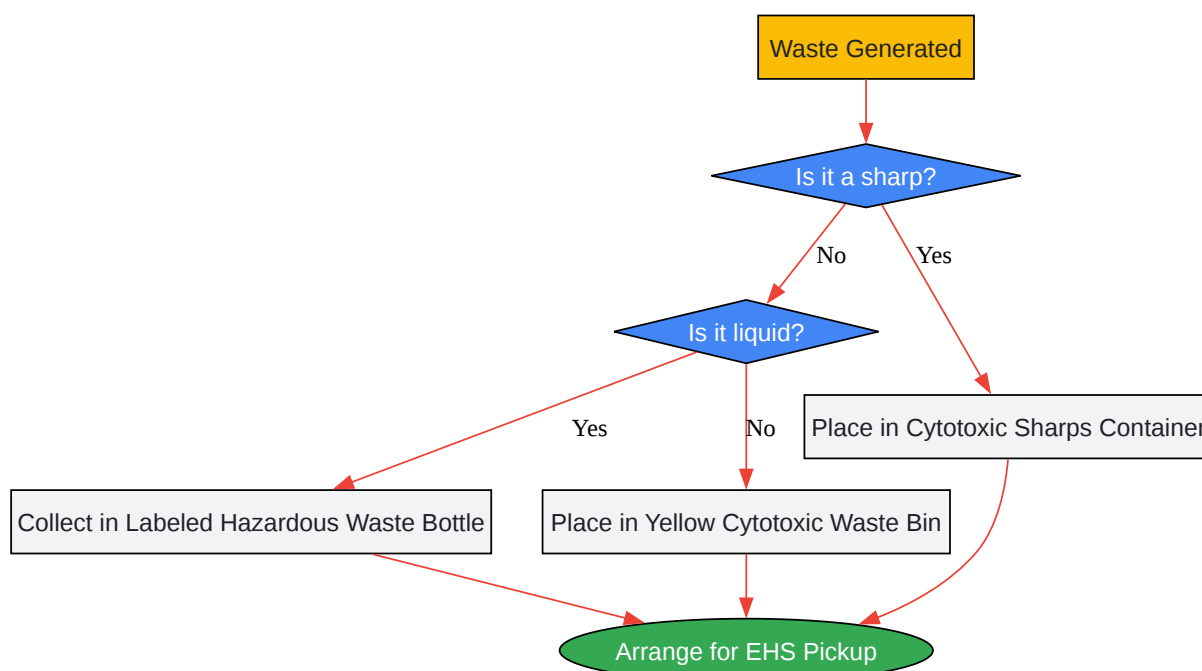 Waste Generated
Is it a sharp?
No
Yes
Is it liquid?
Yes
No
Place in Cytotoxic Sharps Container
Collect in Labeled Hazardous Waste Bottle
Place in Yellow Cytotoxic Waste Bin
Arrange for EHS Pickup